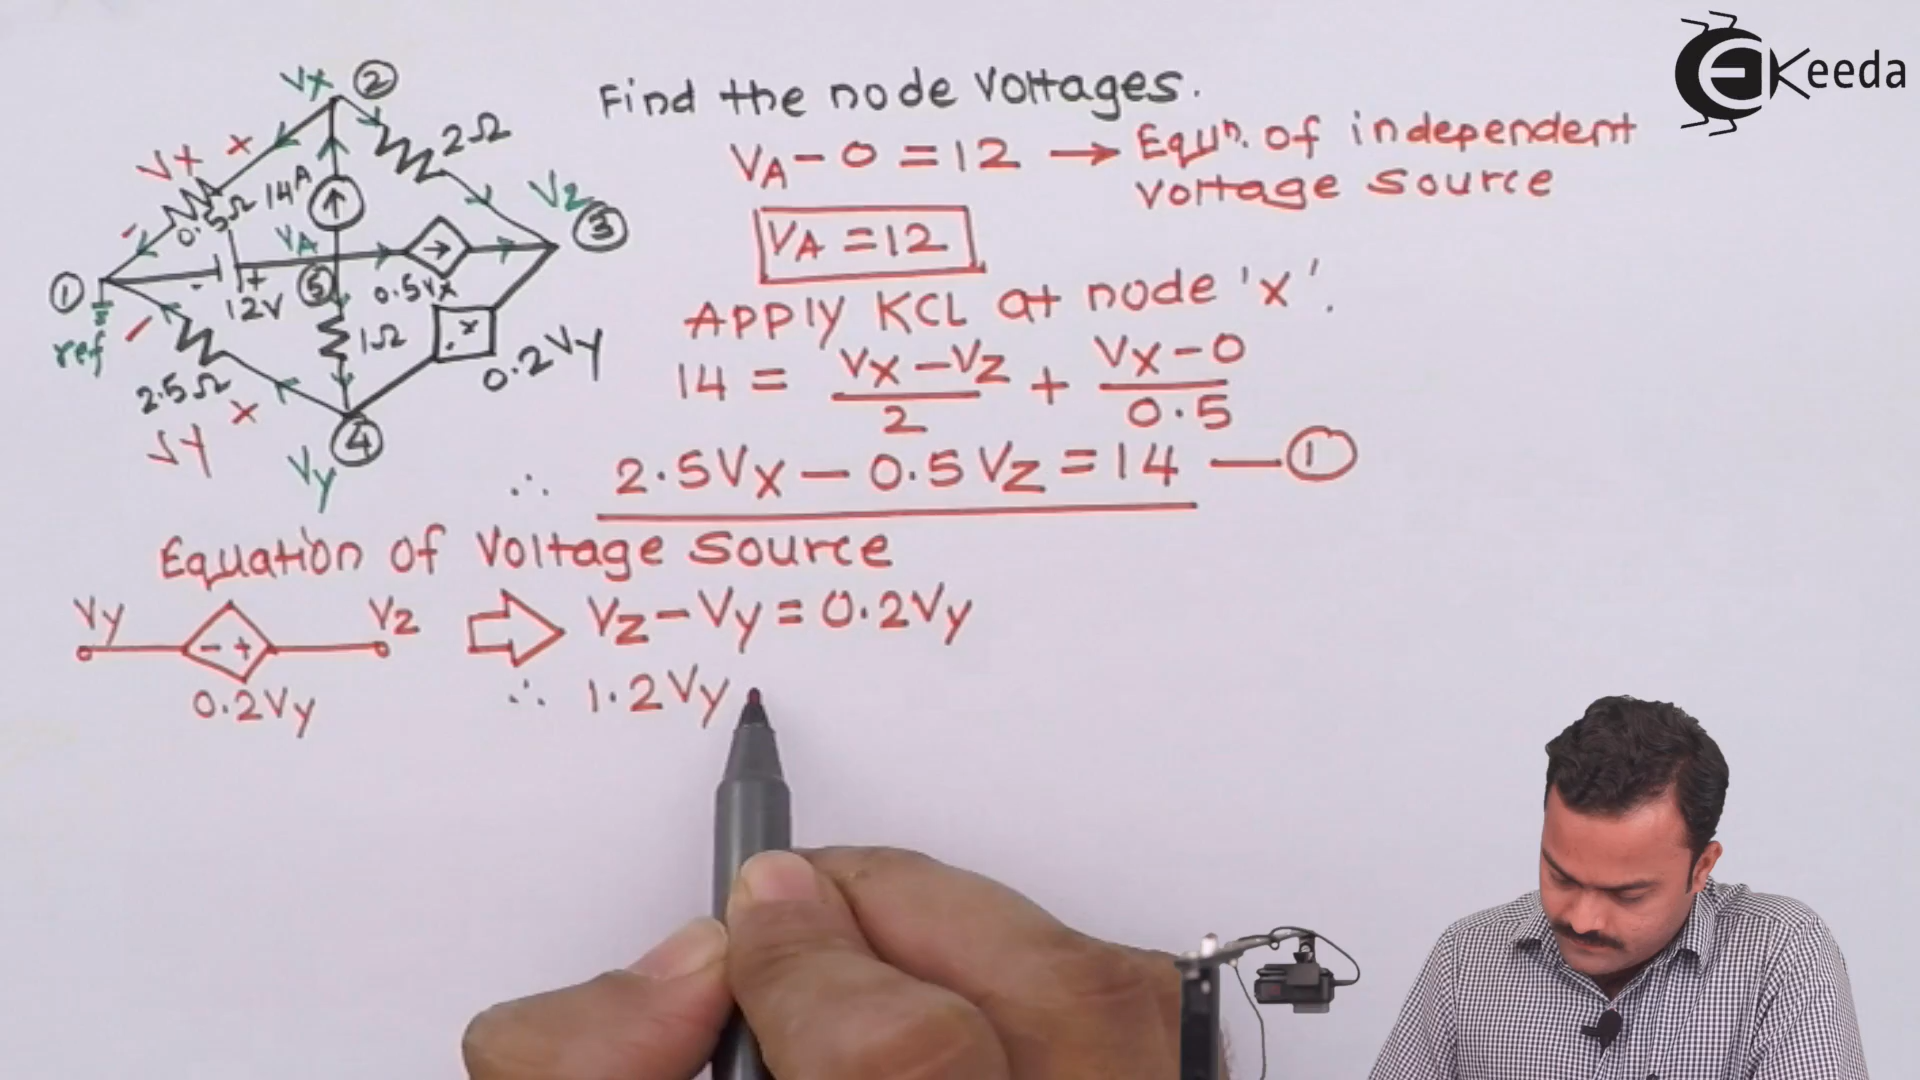 EKeeda
Find the node Voltages.
VA - 0 = 12 → Equⁿ. of independent
Voltage source
VA = 12
Apply KCL at node 'x'.
14 = Vx - Vz / 2 + Vx - 0 / 0.5
∴ 2.5Vx - 0.5Vz = 14 — ①
Vx ②
2Ω
Vx
x
14A
0.5Ω
Vz
③
VA
①
- +
12V
⑤
0.5Vx
ref
1Ω
0.2Vy
2.5Ω
x
Vy
④
Vy
Equation of Voltage source
Vy - + Vz ⇒ Vz - Vy = 0.2Vy
0.2Vy
∴ 1.2Vy